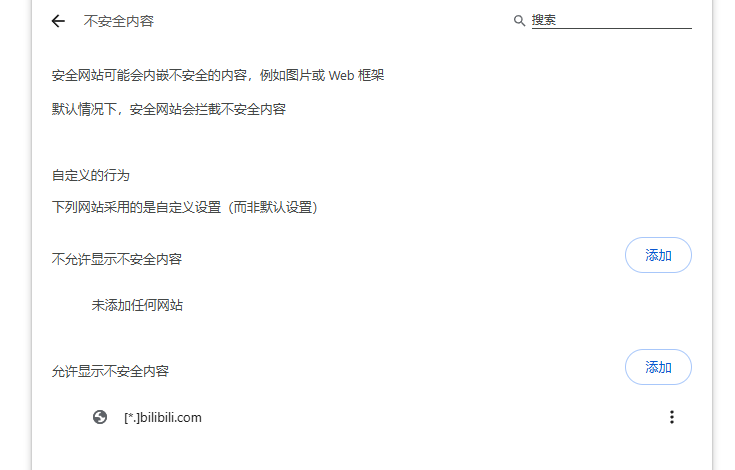 不安全内容
搜索
安全网站可能会内嵌不安全的内容，例如图片或 Web 框架
默认情况下，安全网站会拦截不安全内容
自定义的行为
下列网站采用的是自定义设置（而非默认设置）
不允许显示不安全内容
添加
未添加任何网站
允许显示不安全内容
添加
[*.]bilibili.com